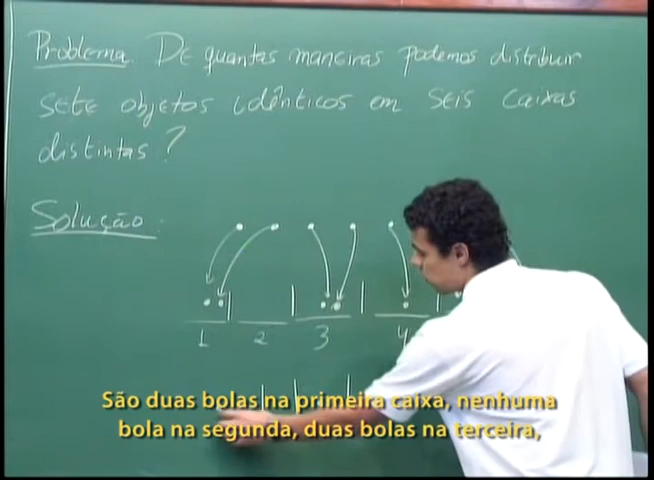 Problema. De quantas maneiras podemos distribuir
sete objetos idênticos em seis caixas
distintas?
Solução:
1 2 3 4
São duas bolas na primeira caixa, nenhuma
bola na segunda, duas bolas na terceira,